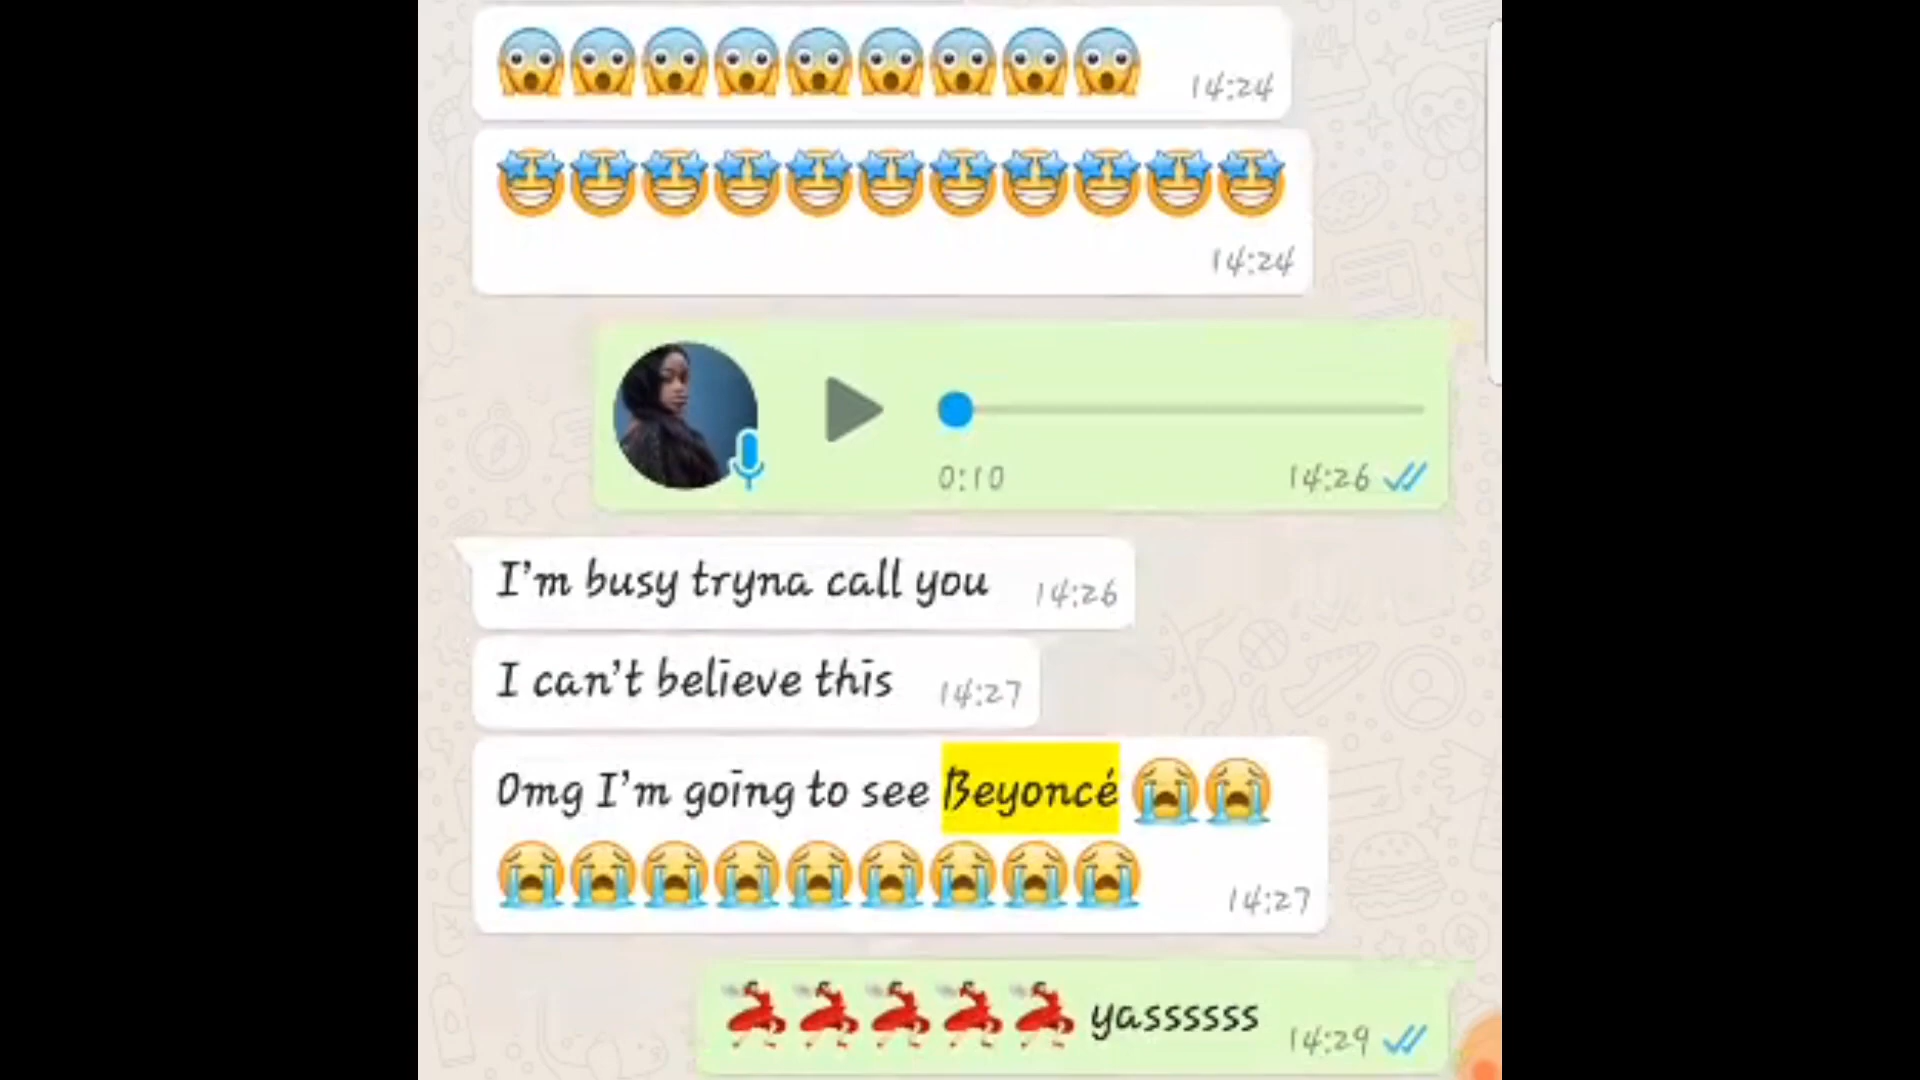 😱😱😱😱😱😱😱😱😱 14:24
🤩🤩🤩🤩🤩🤩🤩🤩🤩🤩🤩
14:24
0:10 14:26
I'm busy tryna call you 14:26
I can't believe this 14:27
Omg I'm going to see Beyoncé 😭😭
😭😭😭😭😭😭😭😭😭 14:27
💃💃💃💃💃 yassssss 14:29